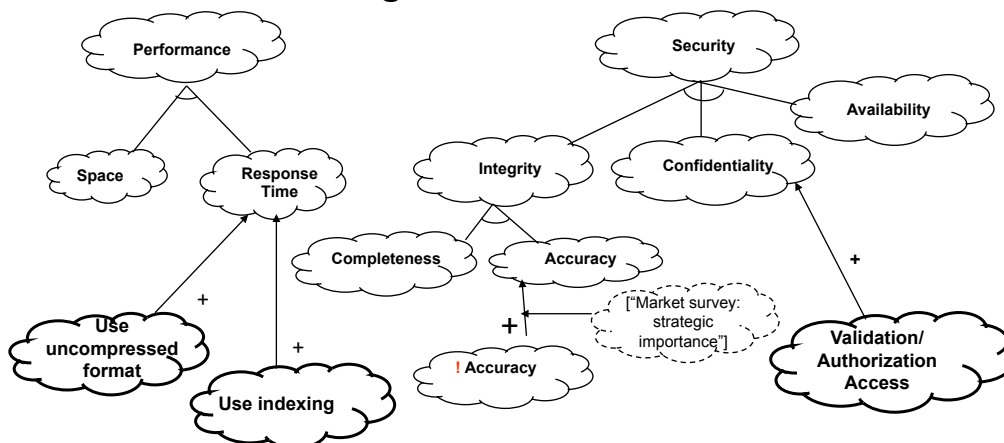 Performance
Security
Availability
Space
Response
Time
Integrity
Confidentiality
Completeness
Accuracy
+
+
+
+
["Market survey:
strategic
importance"]
Use
uncompressed
format
Use indexing
! Accuracy
Validation/
Authorization
Access